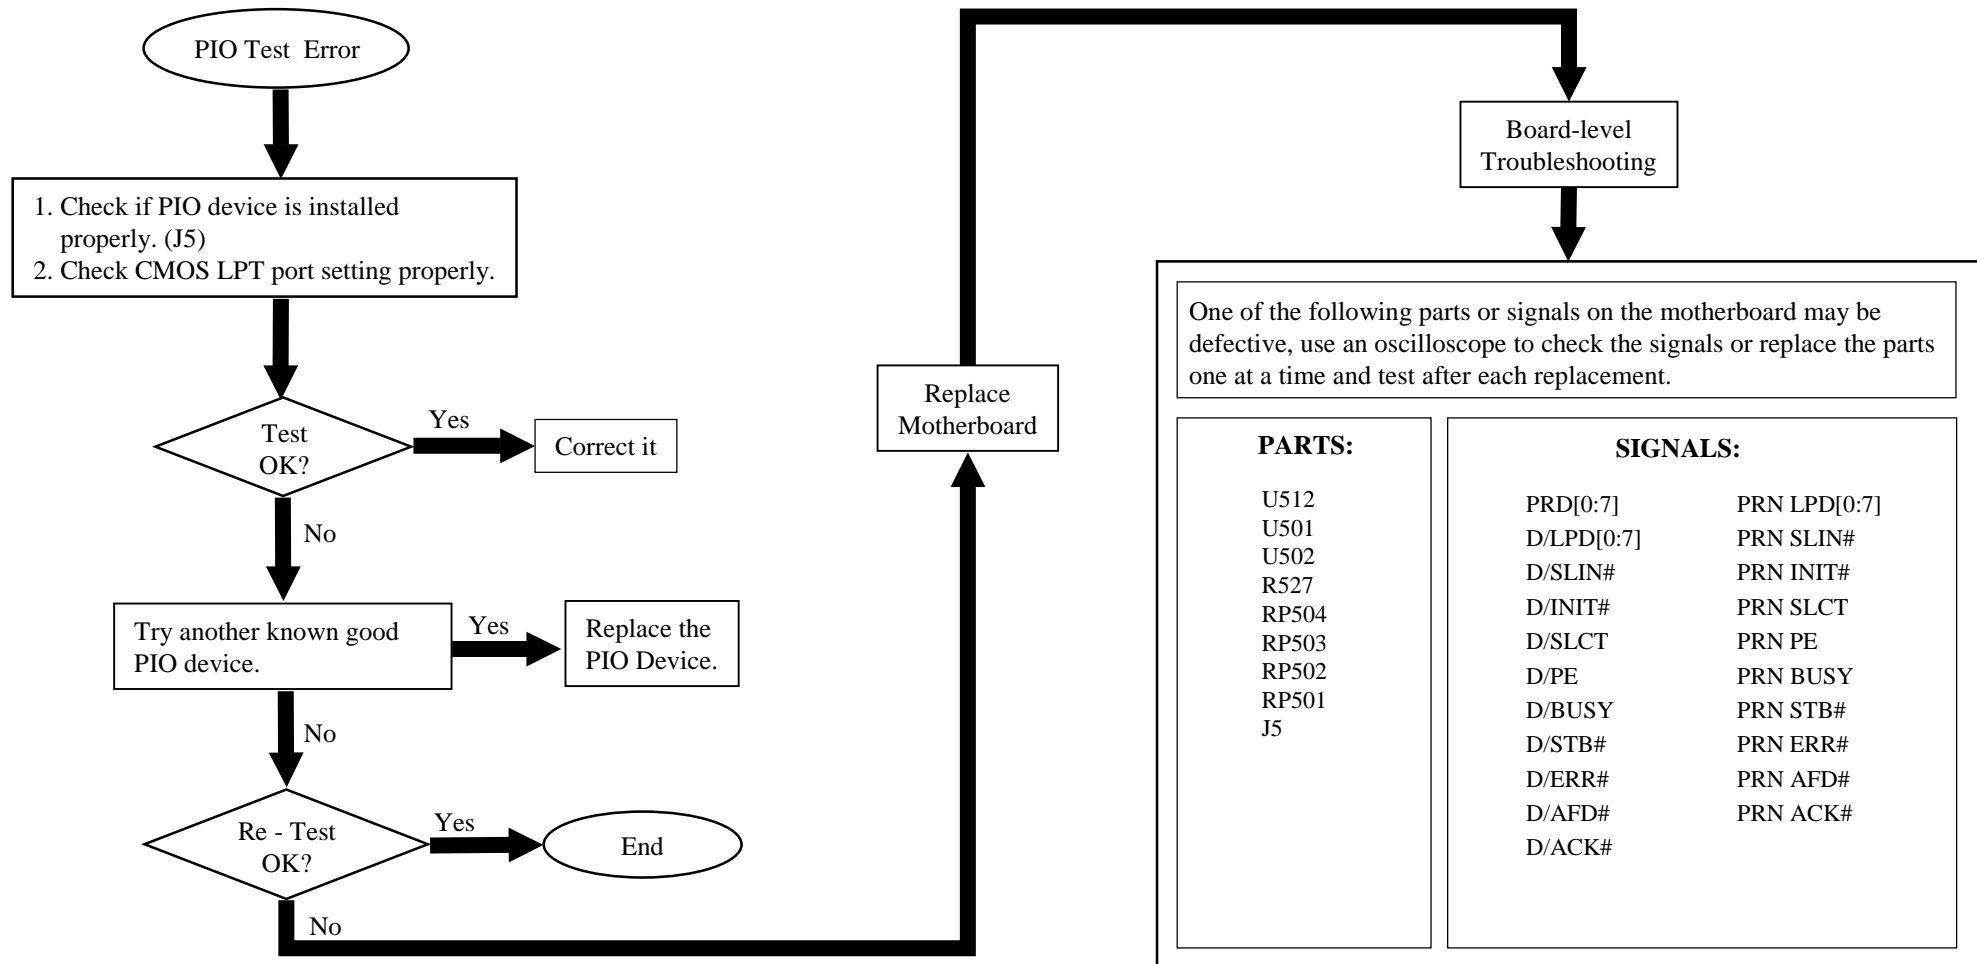 PIO Test Error
1. Check if PIO device is installed
properly. (J5)
2. Check CMOS LPT port setting properly.
Test
OK?
Yes
Correct it
No
Try another known good
PIO device.
Yes
Replace the
PIO Device.
No
Re - Test
OK?
Yes
End
No
Replace
Motherboard
Board-level
Troubleshooting
One of the following parts or signals on the motherboard may be
defective, use an oscilloscope to check the signals or replace the parts
one at a time and test after each replacement.
PARTS:
U512
U501
U502
R527
RP504
RP503
RP502
RP501
J5
SIGNALS:
PRD[0:7]
D/LPD[0:7]
D/SLIN#
D/INIT#
D/SLCT
D/PE
D/BUSY
D/STB#
D/ERR#
D/AFD#
D/ACK#
PRN LPD[0:7]
PRN SLIN#
PRN INIT#
PRN SLCT
PRN PE
PRN BUSY
PRN STB#
PRN ERR#
PRN AFD#
PRN ACK#